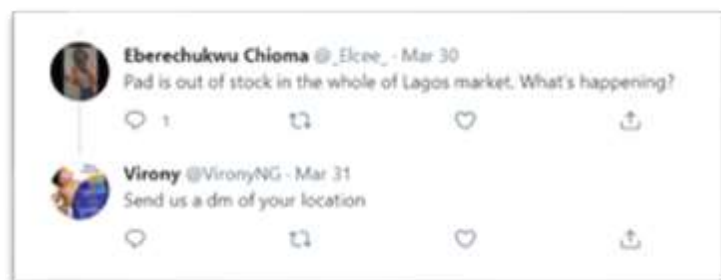 Eberechukwu Chioma @_Elcee_ · Mar 30
Pad is out of stock in the whole of Lagos market. What's happening?
1
Virony @VironyNG · Mar 31
Send us a dm of your location